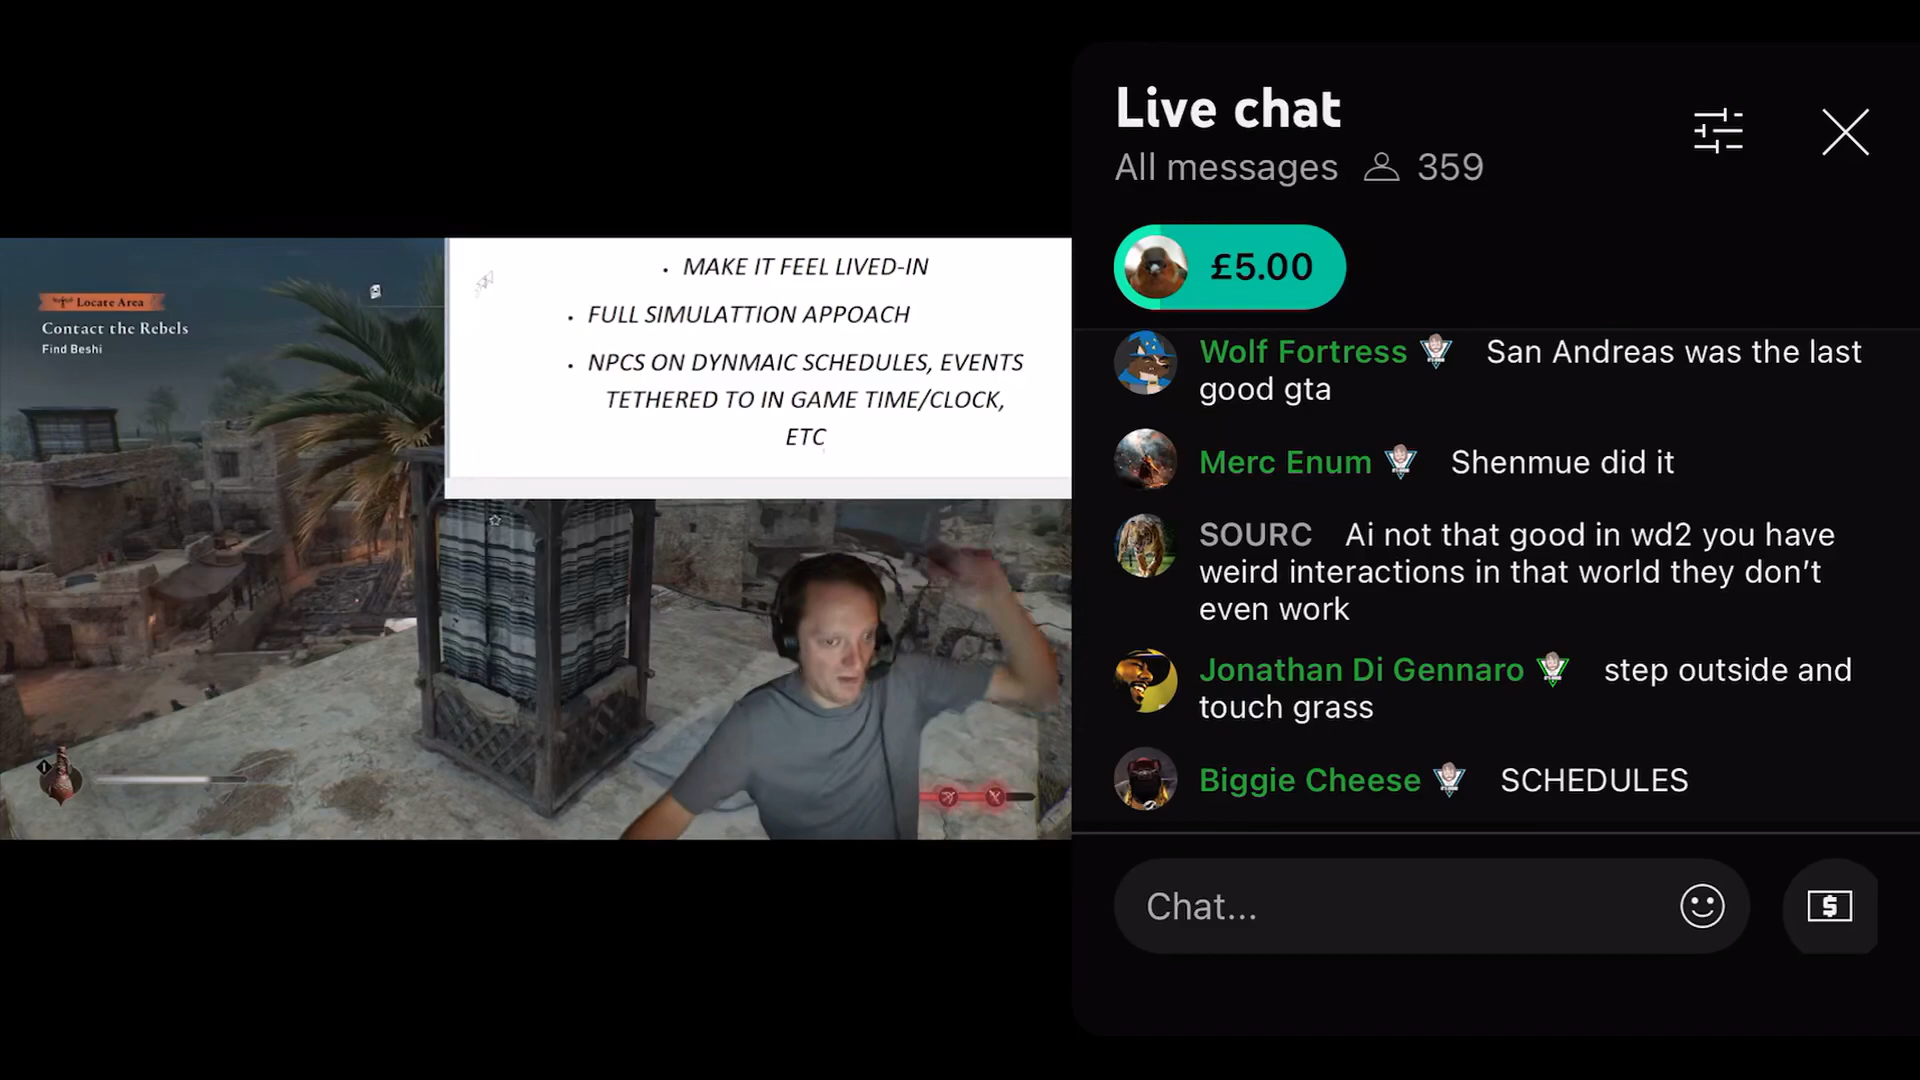 Locate Area
Contact the Rebels
Find Beshi
• MAKE IT FEEL LIVED-IN
• FULL SIMULATTION APPOACH
• NPCS ON DYNMAIC SCHEDULES, EVENTS
TETHERED TO IN GAME TIME/CLOCK,
ETC
Live chat
All messages 359
£5.00
Wolf Fortress San Andreas was the last
good gta
Merc Enum Shenmue did it
SOURC Ai not that good in wd2 you have
weird interactions in that world they don’t
even work
Jonathan Di Gennaro step outside and
touch grass
Biggie Cheese SCHEDULES
Chat...
$